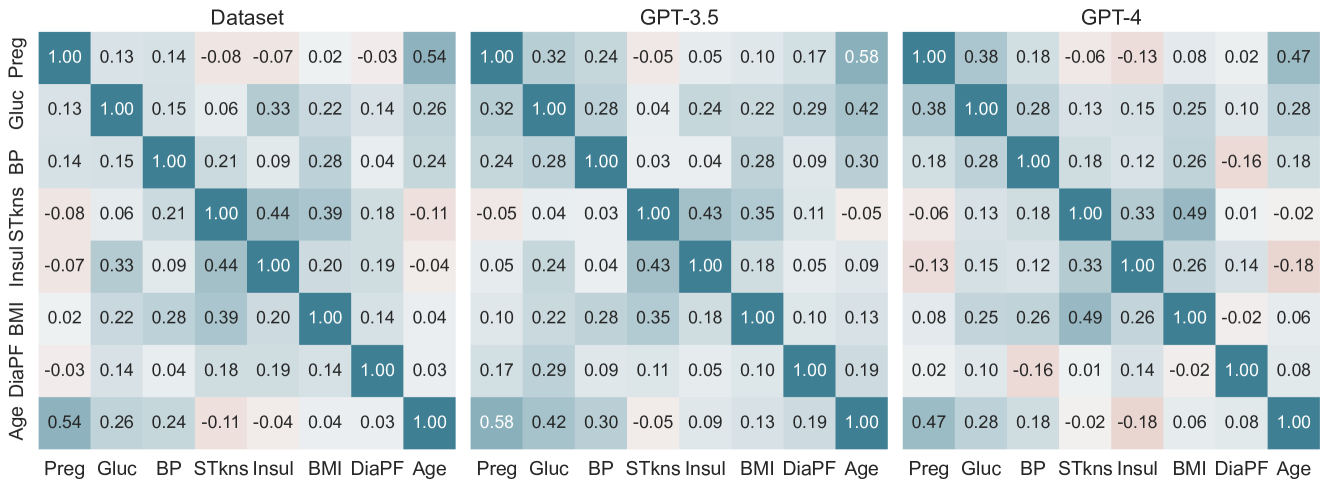 Dataset GPT-3.5 GPT-4
Preg 1.00 0.13 0.14 -0.08 -0.07 0.02 -0.03 0.54 1.00 0.32 0.24 -0.05 0.05 0.10 0.17 0.58 1.00 0.38 0.18 -0.06 -0.13 0.08 0.02 0.47
Gluc 0.13 1.00 0.15 0.06 0.33 0.22 0.14 0.26 0.32 1.00 0.28 0.04 0.24 0.22 0.29 0.42 0.38 1.00 0.28 0.13 0.15 0.25 0.10 0.28
BP 0.14 0.15 1.00 0.21 0.09 0.28 0.04 0.24 0.24 0.28 1.00 0.03 0.04 0.28 0.09 0.30 0.18 0.28 1.00 0.18 0.12 0.26 -0.16 0.18
STkns -0.08 0.06 0.21 1.00 0.44 0.39 0.18 -0.11 -0.05 0.04 0.03 1.00 0.43 0.35 0.11 -0.05 -0.06 0.13 0.18 1.00 0.33 0.49 0.01 -0.02
Insul -0.07 0.33 0.09 0.44 1.00 0.20 0.19 -0.04 0.05 0.24 0.04 0.43 1.00 0.18 0.05 0.09 -0.13 0.15 0.12 0.33 1.00 0.26 0.14 -0.18
BMI 0.02 0.22 0.28 0.39 0.20 1.00 0.14 0.04 0.10 0.22 0.28 0.35 0.18 1.00 0.10 0.13 0.08 0.25 0.26 0.49 0.26 1.00 -0.02 0.06
DiaPF -0.03 0.14 0.04 0.18 0.19 0.14 1.00 0.03 0.17 0.29 0.09 0.11 0.05 0.10 1.00 0.19 0.02 0.10 -0.16 0.01 0.14 -0.02 1.00 0.08
Age 0.54 0.26 0.24 -0.11 -0.04 0.04 0.03 1.00 0.58 0.42 0.30 -0.05 0.09 0.13 0.19 1.00 0.47 0.28 0.18 -0.02 -0.18 0.06 0.08 1.00
Preg Gluc BP STkns Insul BMI DiaPF Age Preg Gluc BP STkns Insul BMI DiaPF Age Preg Gluc BP STkns Insul BMI DiaPF Age